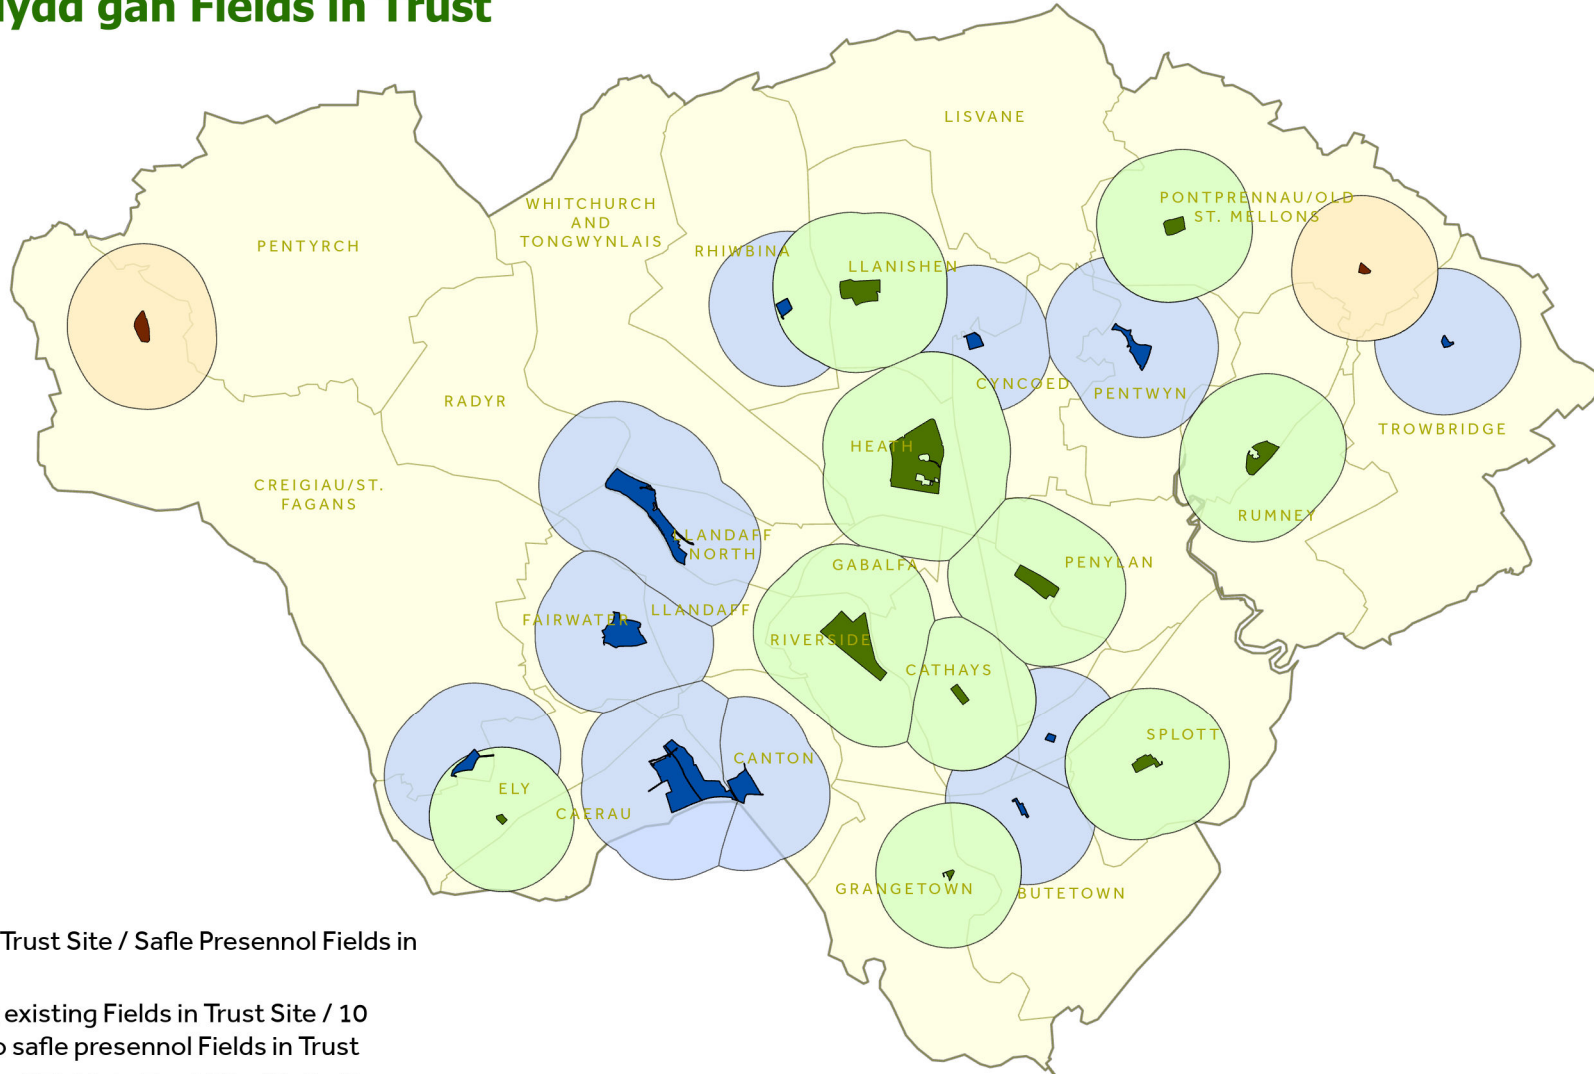 lydd gan Fields in Trust
LISVANE
PONTPRENNAU/OLD
ST. MELLONS
WHITCHURCH
AND
TONGWYNLAIS
PENTYRCH
RHIWBINA
LLANISHEN
CYNCOED
PENTWYN
RADYR
TROWBRIDGE
HEATH
CREIGIAU/ST.
FAGANS
RUMNEY
LLANDAFF
NORTH
GABALFA
PENYLAN
FAIRWATER
LLANDAFF
RIVERSIDE
CATHAYS
SPLOTT
CANTON
ELY
CAERAU
GRANGETOWN
BUTETOWN
Trust Site / Safle Presennol Fields in
existing Fields in Trust Site / 10
o safle presennol Fields in Trust